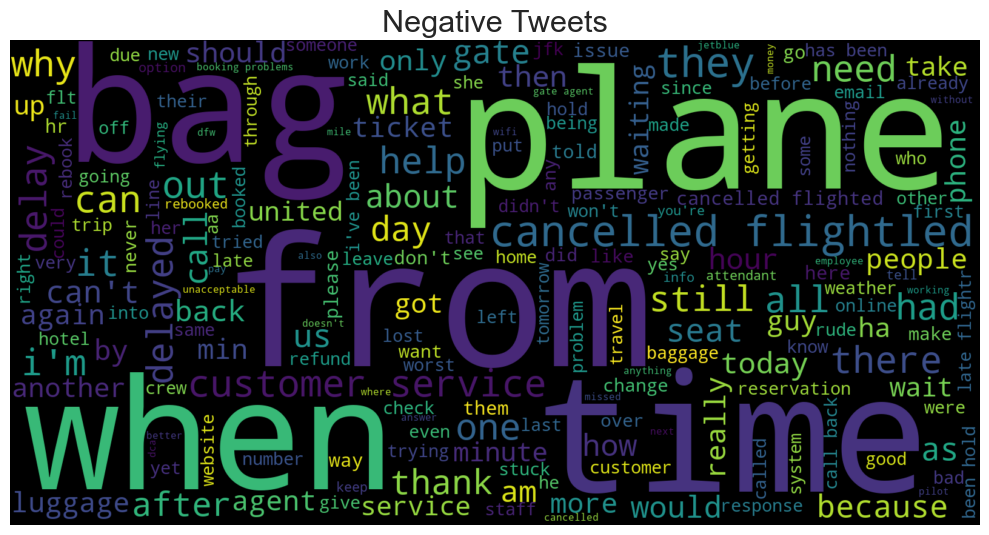 Negative Tweets
why due new should someone work only gate jfk issue they jetblue money go has been need take
up flt option booking problems their through said what she then gate agent since before email already without
hr off bag ticket hold being plane waiting made getting some nothing who phone
fail rebook flying dfw mile help wifi put told any
delay going can out booked about i've been didn't passenger cancelled flighted other first
could trip line her rebooked call aa united day won't you're
never it tried late that cancelled flightled
very right can't delayed unacceptable also from please leave don't see home did like yes say hour attendant here employee people
again into back pay got left tomorrow info weather tell still all online had
hotel same us doesn't lost want problem travel seat guy rude ha working make
i'm by min refund worst baggage today know there late flightr
another crew customer service where anything change reservation wait
when check them one last over missed next really were
website better dca answer even trying minute how time as
yet number way stuck he customer good call back called system
luggage after agent keep give thank am service staff more would response because bad been hold pilot
cancelled